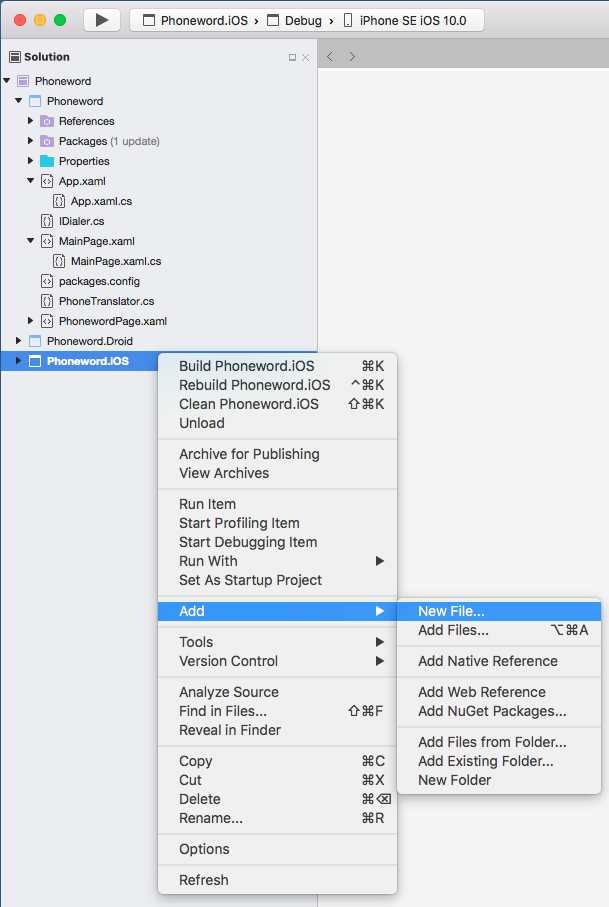 Phoneword.iOS › Debug › iPhone SE iOS 10.0
Solution
Phoneword
Phoneword
References
Packages (1 update)
Properties
App.xaml
App.xaml.cs
IDialer.cs
MainPage.xaml
MainPage.xaml.cs
packages.config
PhoneTranslator.cs
PhonewordPage.xaml
Phoneword.Droid
Phoneword.iOS
Build Phoneword.iOS ⌘K
Rebuild Phoneword.iOS ^⌘K
Clean Phoneword.iOS ⇧⌘K
Unload
Archive for Publishing
View Archives
Run Item
Start Profiling Item
Start Debugging Item
Run With
Set As Startup Project
Add
Tools
Version Control
Analyze Source
Find in Files... ⇧⌘F
Reveal in Finder
Copy ⌘C
Cut ⌘X
Delete ⌘⌫
Rename... ⌘R
Options
Refresh
New File...
Add Files... ⌥⌘A
Add Native Reference
Add Web Reference
Add NuGet Packages...
Add Files from Folder...
Add Existing Folder...
New Folder